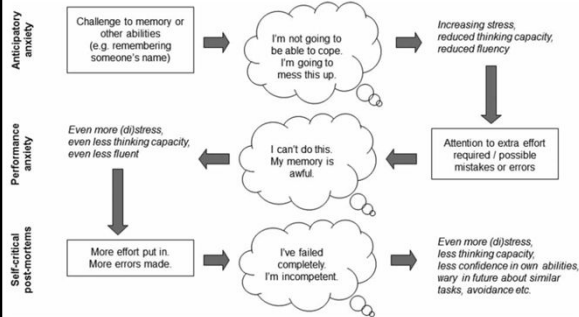 Anticipatory
anxiety
Challenge to memory or
other abilities
(e.g. remembering
someone's name)
I'm not going to
be able to cope.
I'm going to
mess this up.
Increasing stress,
reduced thinking capacity,
reduced fluency
Performance
anxiety
Even more (di)stress,
even less thinking capacity,
even less fluent
I can't do this.
My memory is
awful.
Attention to extra effort
required / possible
mistakes or errors
Self-critical
post-mortems
More effort put in.
More errors made.
I've failed
completely.
I'm incompetent.
Even more (di)stress,
less thinking capacity,
less confidence in own abilities,
wary in future about similar
tasks, avoidance etc.